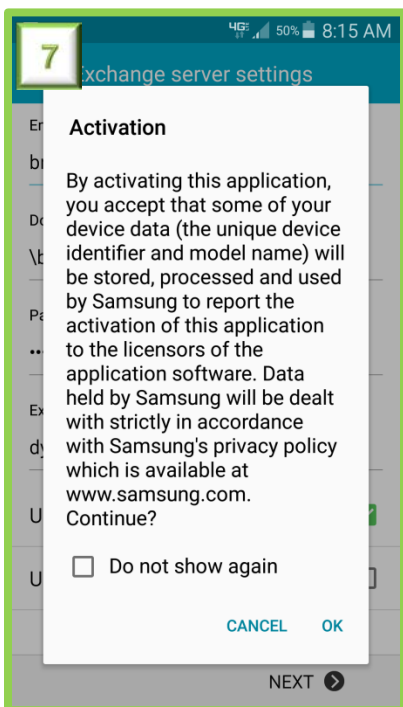 4G 50% 8:15 AM
7
Exchange server settings
Activation
By activating this application,
you accept that some of your
device data (the unique device
identifier and model name) will
be stored, processed and used
by Samsung to report the
activation of this application
to the licensors of the
application software. Data
held by Samsung will be dealt
with strictly in accordance
with Samsung's privacy policy
which is available at
www.samsung.com.
Continue?
Do not show again
CANCEL OK
NEXT